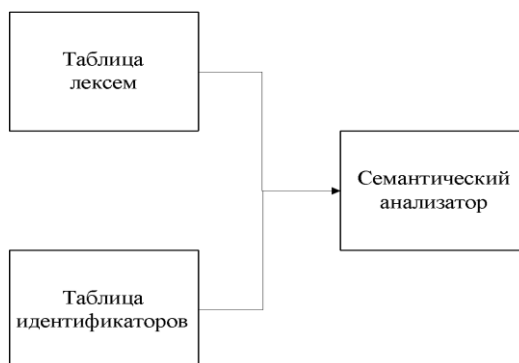 Таблица
лексем
Семантический
анализатор
Таблица
идентификаторов